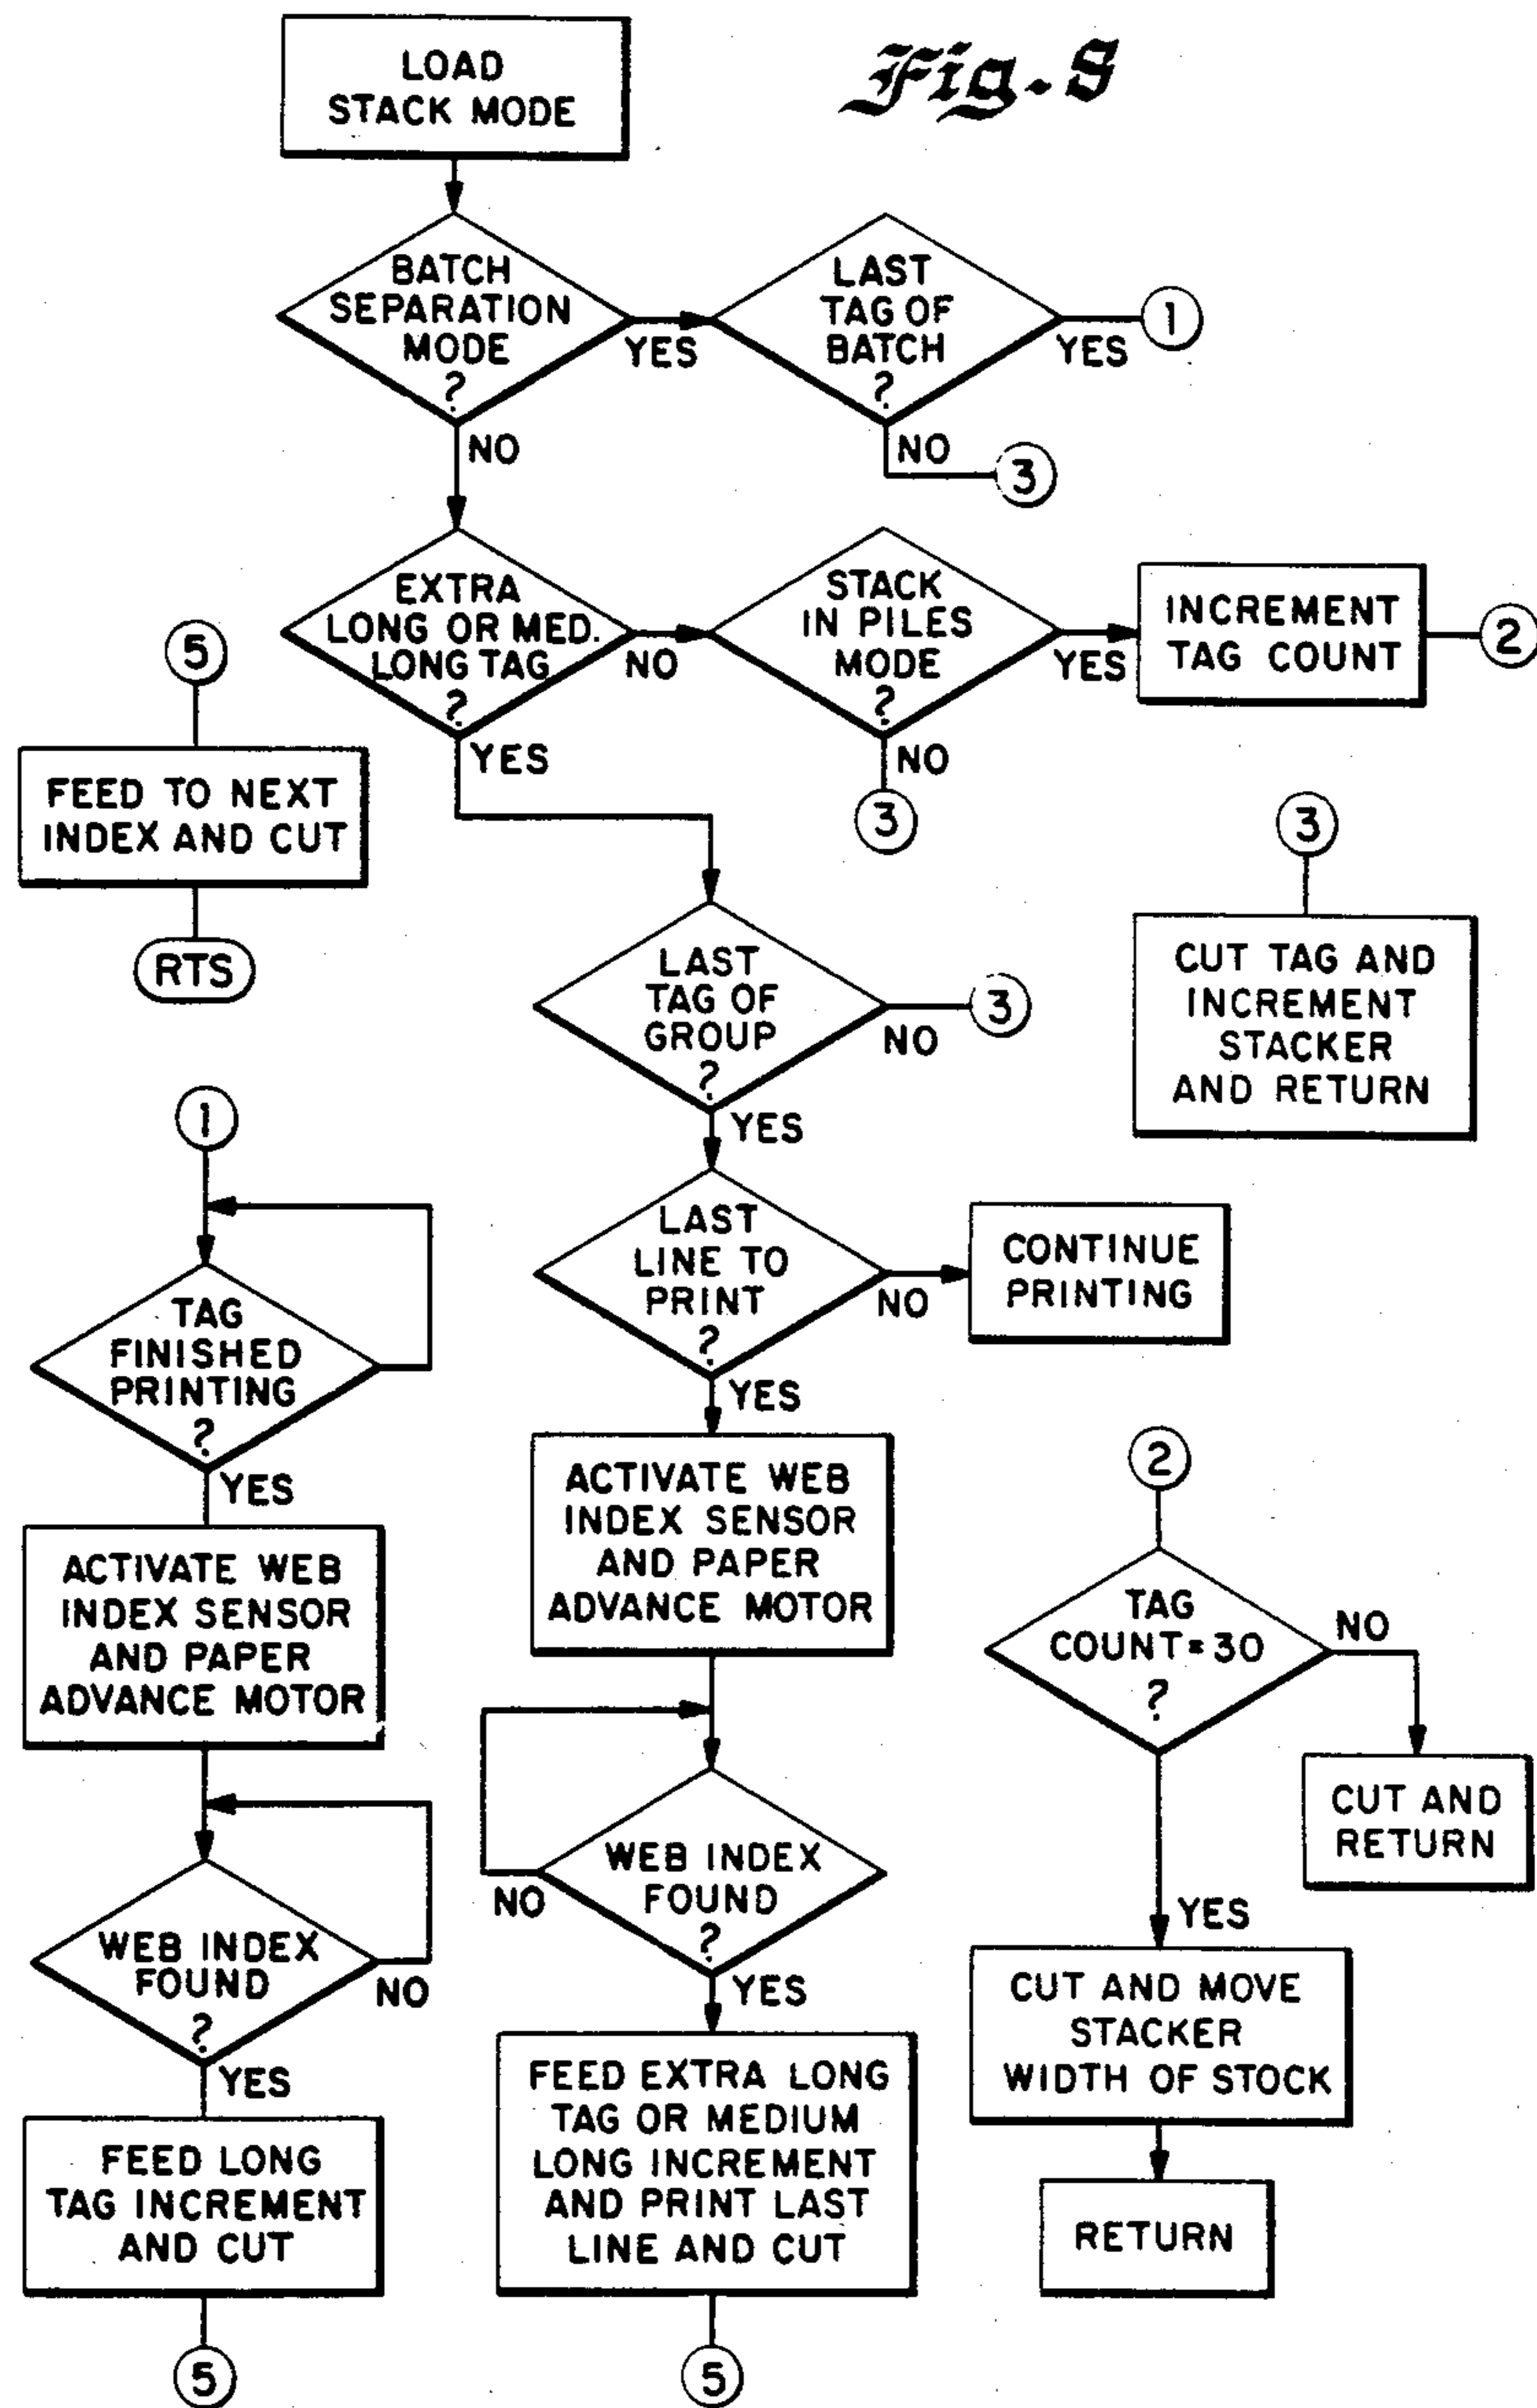 Fig. 8
LOAD
STACK MODE
BATCH
SEPARATION
MODE
?
YES
NO
LAST
TAG OF
BATCH
?
YES
1
NO
3
EXTRA
LONG OR MED.
LONG TAG
?
NO
YES
STACK
IN PILES
MODE
?
YES
NO
3
INCREMENT
TAG COUNT
2
5
FEED TO NEXT
INDEX AND CUT
RTS
3
CUT TAG AND
INCREMENT
STACKER
AND RETURN
LAST
TAG OF
GROUP
?
NO
3
YES
LAST
LINE TO
PRINT
?
NO
CONTINUE
PRINTING
YES
ACTIVATE WEB
INDEX SENSOR
AND PAPER
ADVANCE MOTOR
WEB INDEX
FOUND
?
NO
YES
FEED EXTRA LONG
TAG OR MEDIUM
LONG INCREMENT
AND PRINT LAST
LINE AND CUT
5
1
TAG
FINISHED
PRINTING
?
YES
ACTIVATE WEB
INDEX SENSOR
AND PAPER
ADVANCE MOTOR
WEB INDEX
FOUND
?
NO
YES
FEED LONG
TAG INCREMENT
AND CUT
5
2
TAG
COUNT=30
?
NO
CUT AND
RETURN
YES
CUT AND MOVE
STACKER
WIDTH OF STOCK
RETURN